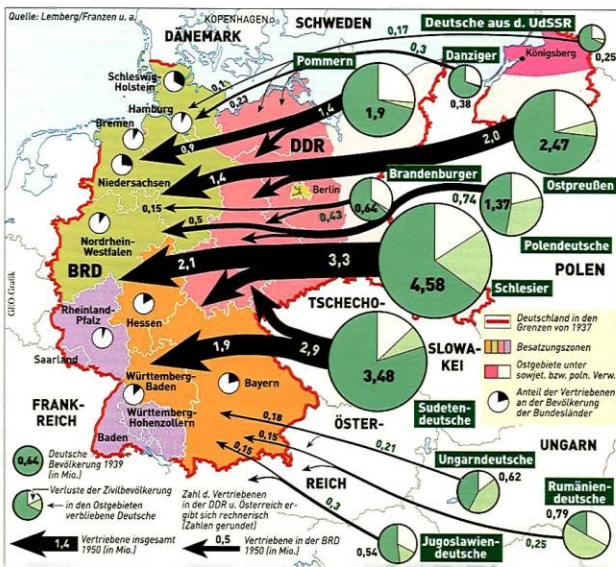 Quelle: Lemberg/Franzen u. a.
KOPENHAGEN
SCHWEDEN
DÄNEMARK
Deutsche aus d. UdSSR
0,17
0,25
Königsberg
Danziger
0,3
0,38
Pommern
1,9
1,4
0,9
Schleswig-
Holstein
0,1
0,23
Hamburg
Bremen
Niedersachsen
DDR
Berlin
2,0
1,4
2,47
Ostpreußen
Brandenburger
0,64
0,43
0,15
0,74
0,5
1,37
Polendeutsche
Nordrhein-
Westfalen
BRD
2,1
3,3
4,58
Schlesier
POLEN
Rheinland-
Pfalz
Hessen
Saarland
TSCHECHO-
SLOWA-
KEI
1,9
2,9
3,48
Sudeten-
deutsche
Württemberg-
Baden
Bayern
Württemberg-
Hohenzollern
Baden
FRANK-
REICH
ÖSTER-
REICH
UNGARN
Deutschland in den
Grenzen von 1937
Besatzungszonen
Ostgebiete unter
sowjet. bzw. poln. Verw.
Anteil der Vertriebenen
an der Bevölkerung
der Bundesländer
0,18
0,21
Ungarndeutsche
0,62
0,15
0,25
Rumänien-
deutsche
0,79
0,15
0,3
Jugoslawien-
deutsche
0,54
GEO-Grafik
0,64
Deutsche
Bevölkerung 1939
(in Mio.)
Verluste der Zivilbevölkerung
in den Ostgebieten
verbliebene Deutsche
Zahl d. Vertriebenen
in der DDR u. Österreich er-
gibt sich rechnerisch
(Zahlen gerundet)
1,4
Vertriebene insgesamt
1950 (in Mio.)
0,5
Vertriebene in der BRD
1950 (in Mio.)